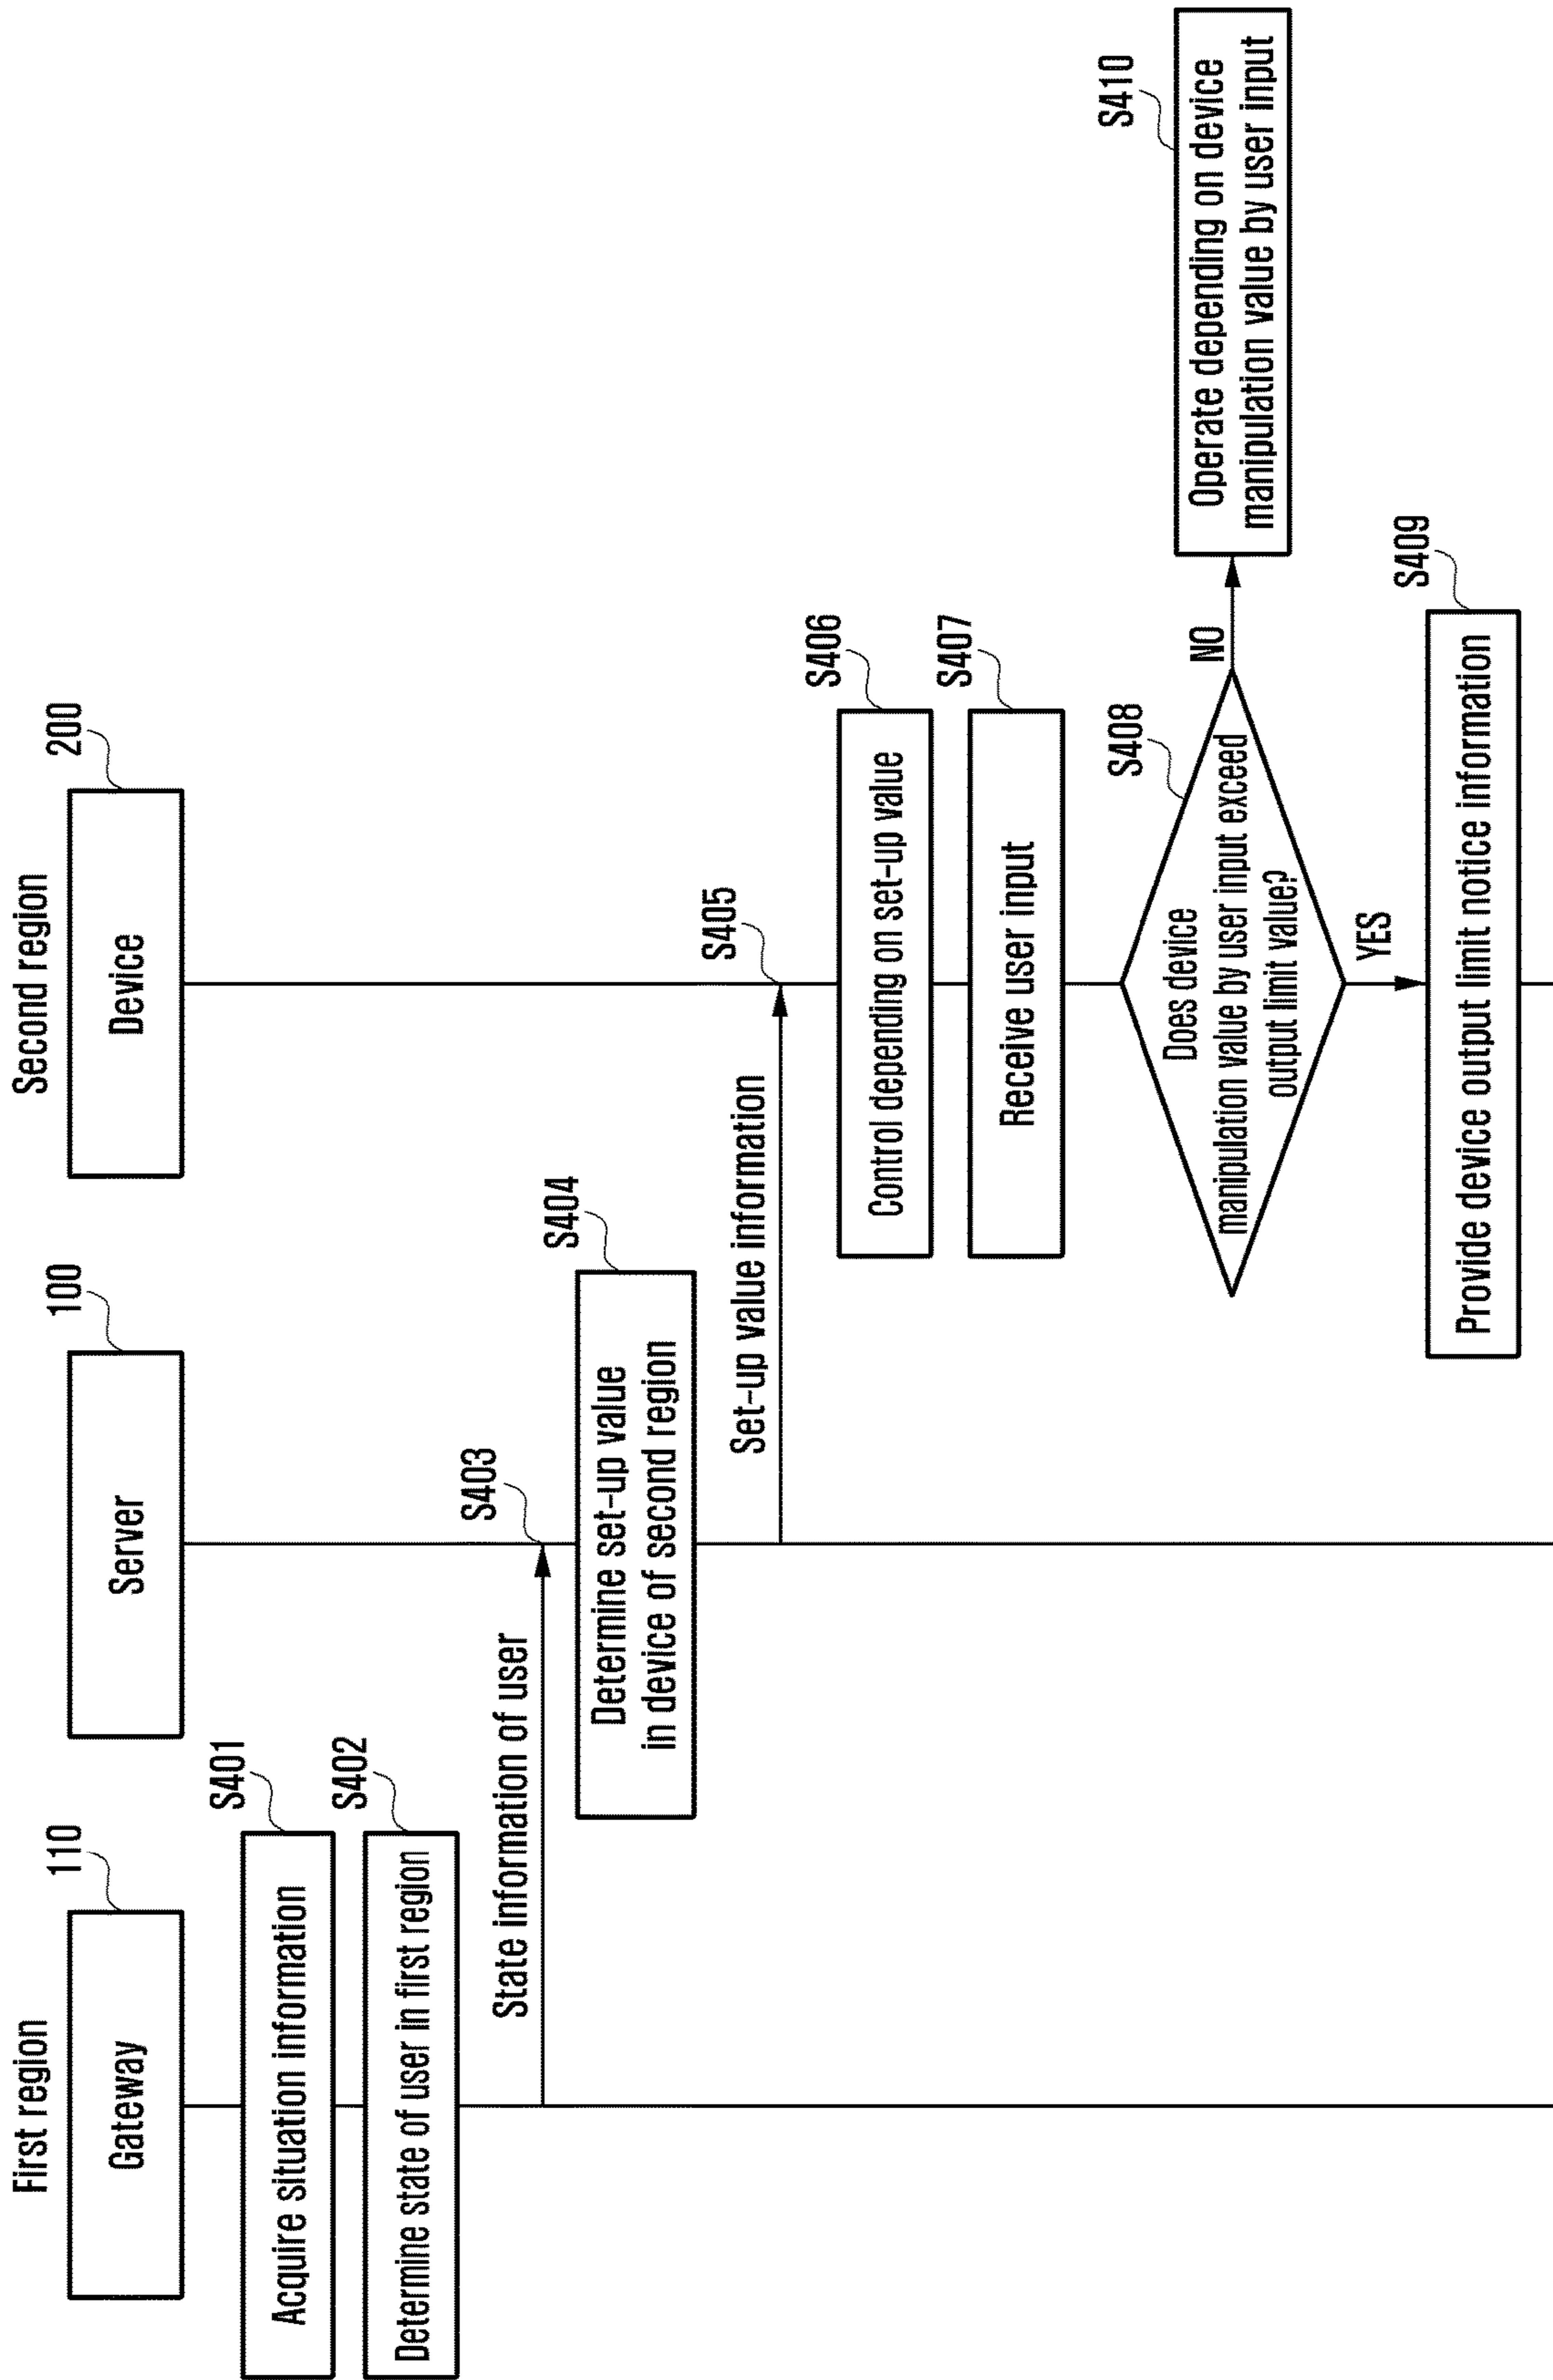 First region
Second region
110
100
200
Gateway
Server
Device
S401
Acquire situation information
S402
Determine state of user in first region
State information of user
S403
S404
Determine set-up value
in device of second region
Set-up value information
S405
S406
Control depending on set-up value
S407
Receive user input
S408
Does device
manipulation value by user input exceed
output limit value?
NO
S410
Operate depending on device
manipulation value by user input
YES
S409
Provide device output limit notice information